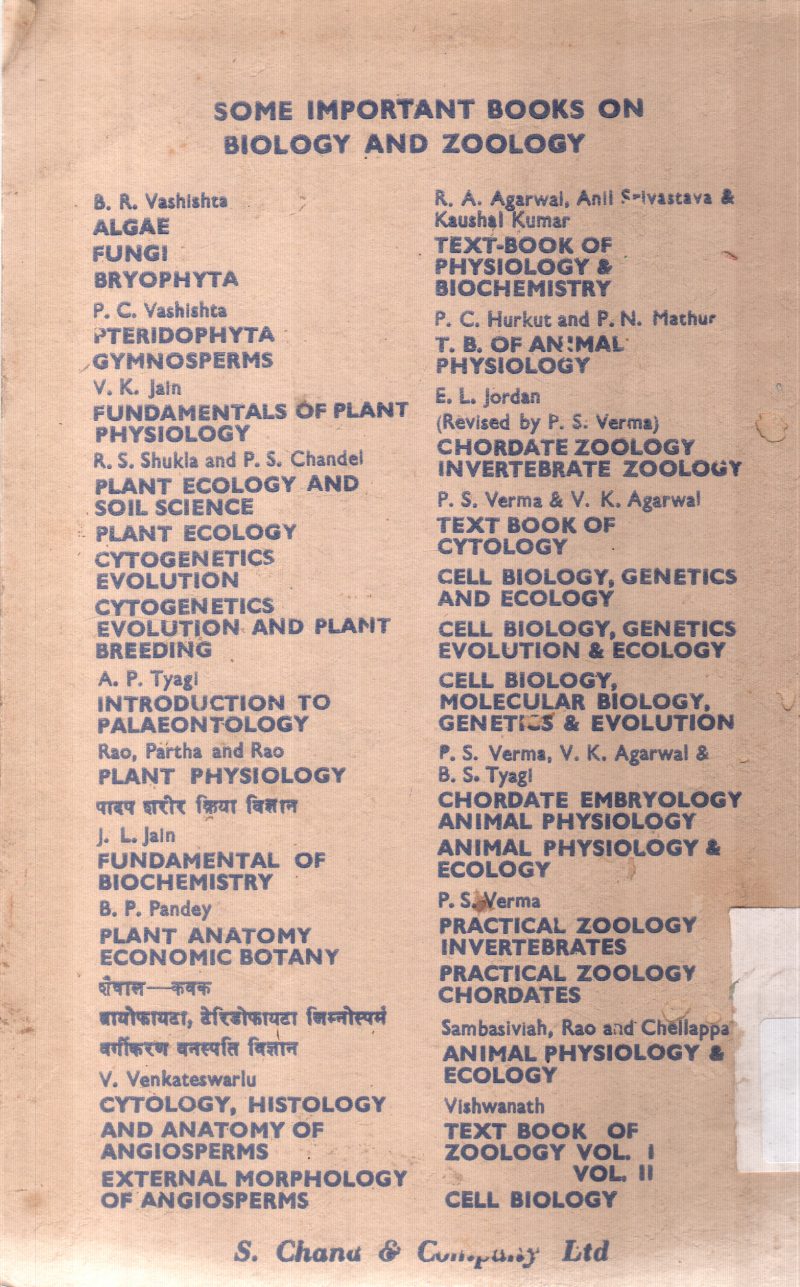 SOME IMPORTANT BOOKS ON
BIOLOGY AND ZOOLOGY
B. R. Vashishta
ALGAE
FUNGI
BRYOPHYTA
P. C. Vashishta
PTERIDOPHYTA
GYMNOSPERMS
V. K. Jain
FUNDAMENTALS OF PLANT
PHYSIOLOGY
R. S. Shukla and P. S. Chandel
PLANT ECOLOGY AND
SOIL SCIENCE
PLANT ECOLOGY
CYTOGENETICS
EVOLUTION
CYTOGENETICS
EVOLUTION AND PLANT
BREEDING
A. P. Tyagi
INTRODUCTION TO
PALAEONTOLOGY
Rao, Partha and Rao
PLANT PHYSIOLOGY
पादप शरीर क्रिया विज्ञान
J. L. Jain
FUNDAMENTAL OF
BIOCHEMISTRY
B. P. Pandey
PLANT ANATOMY
ECONOMIC BOTANY
शैवाल—कवक
ब्रायोफायटा, टेरिडोफायटा जिम्नोस्पर्म
वर्गीकरण वनस्पति विज्ञान
V. Venkateswarlu
CYTOLOGY, HISTOLOGY
AND ANATOMY OF
ANGIOSPERMS
EXTERNAL MORPHOLOGY
OF ANGIOSPERMS
R. A. Agarwal, Anil Srivastava &
Kaushal Kumar
TEXT-BOOK OF
PHYSIOLOGY &
BIOCHEMISTRY
P. C. Hurkut and P. N. Mathur
T. B. OF ANIMAL
PHYSIOLOGY
E. L. Jordan
(Revised by P. S. Verma)
CHORDATE ZOOLOGY
INVERTEBRATE ZOOLOGY
P. S. Verma & V. K. Agarwal
TEXT BOOK OF
CYTOLOGY
CELL BIOLOGY, GENETICS
AND ECOLOGY
CELL BIOLOGY, GENETICS
EVOLUTION & ECOLOGY
CELL BIOLOGY,
MOLECULAR BIOLOGY,
GENETICS & EVOLUTION
P. S. Verma, V. K. Agarwal &
B. S. Tyagi
CHORDATE EMBRYOLOGY
ANIMAL PHYSIOLOGY
ANIMAL PHYSIOLOGY &
ECOLOGY
P. S. Verma
PRACTICAL ZOOLOGY
INVERTEBRATES
PRACTICAL ZOOLOGY
CHORDATES
Sambasiviah, Rao and Chellappa
ANIMAL PHYSIOLOGY &
ECOLOGY
Vishwanath
TEXT BOOK OF
ZOOLOGY VOL. I
VOL. II
CELL BIOLOGY
S. Chand & Company Ltd